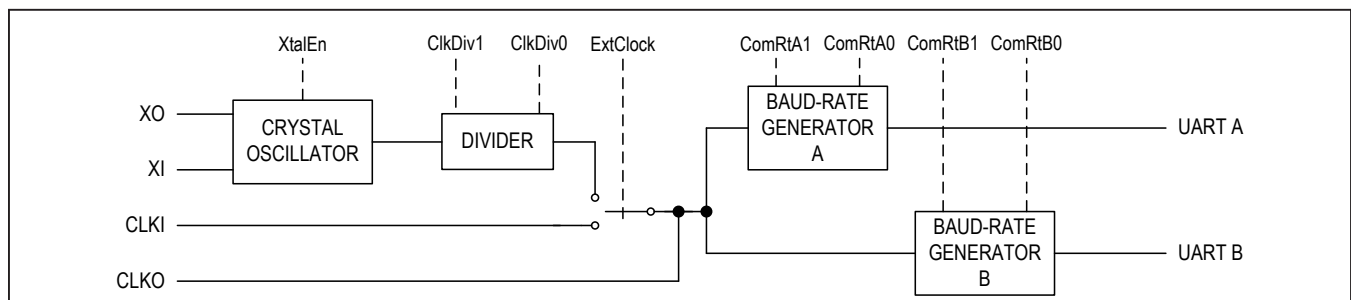 XtalEn
ClkDiv1
ClkDiv0
ExtClock
ComRtA1
ComRtA0
ComRtB1
ComRtB0
XO
XI
CRYSTAL
OSCILLATOR
DIVIDER
BAUD-RATE
GENERATOR
A
UART A
CLKI
CLKO
BAUD-RATE
GENERATOR
B
UART B